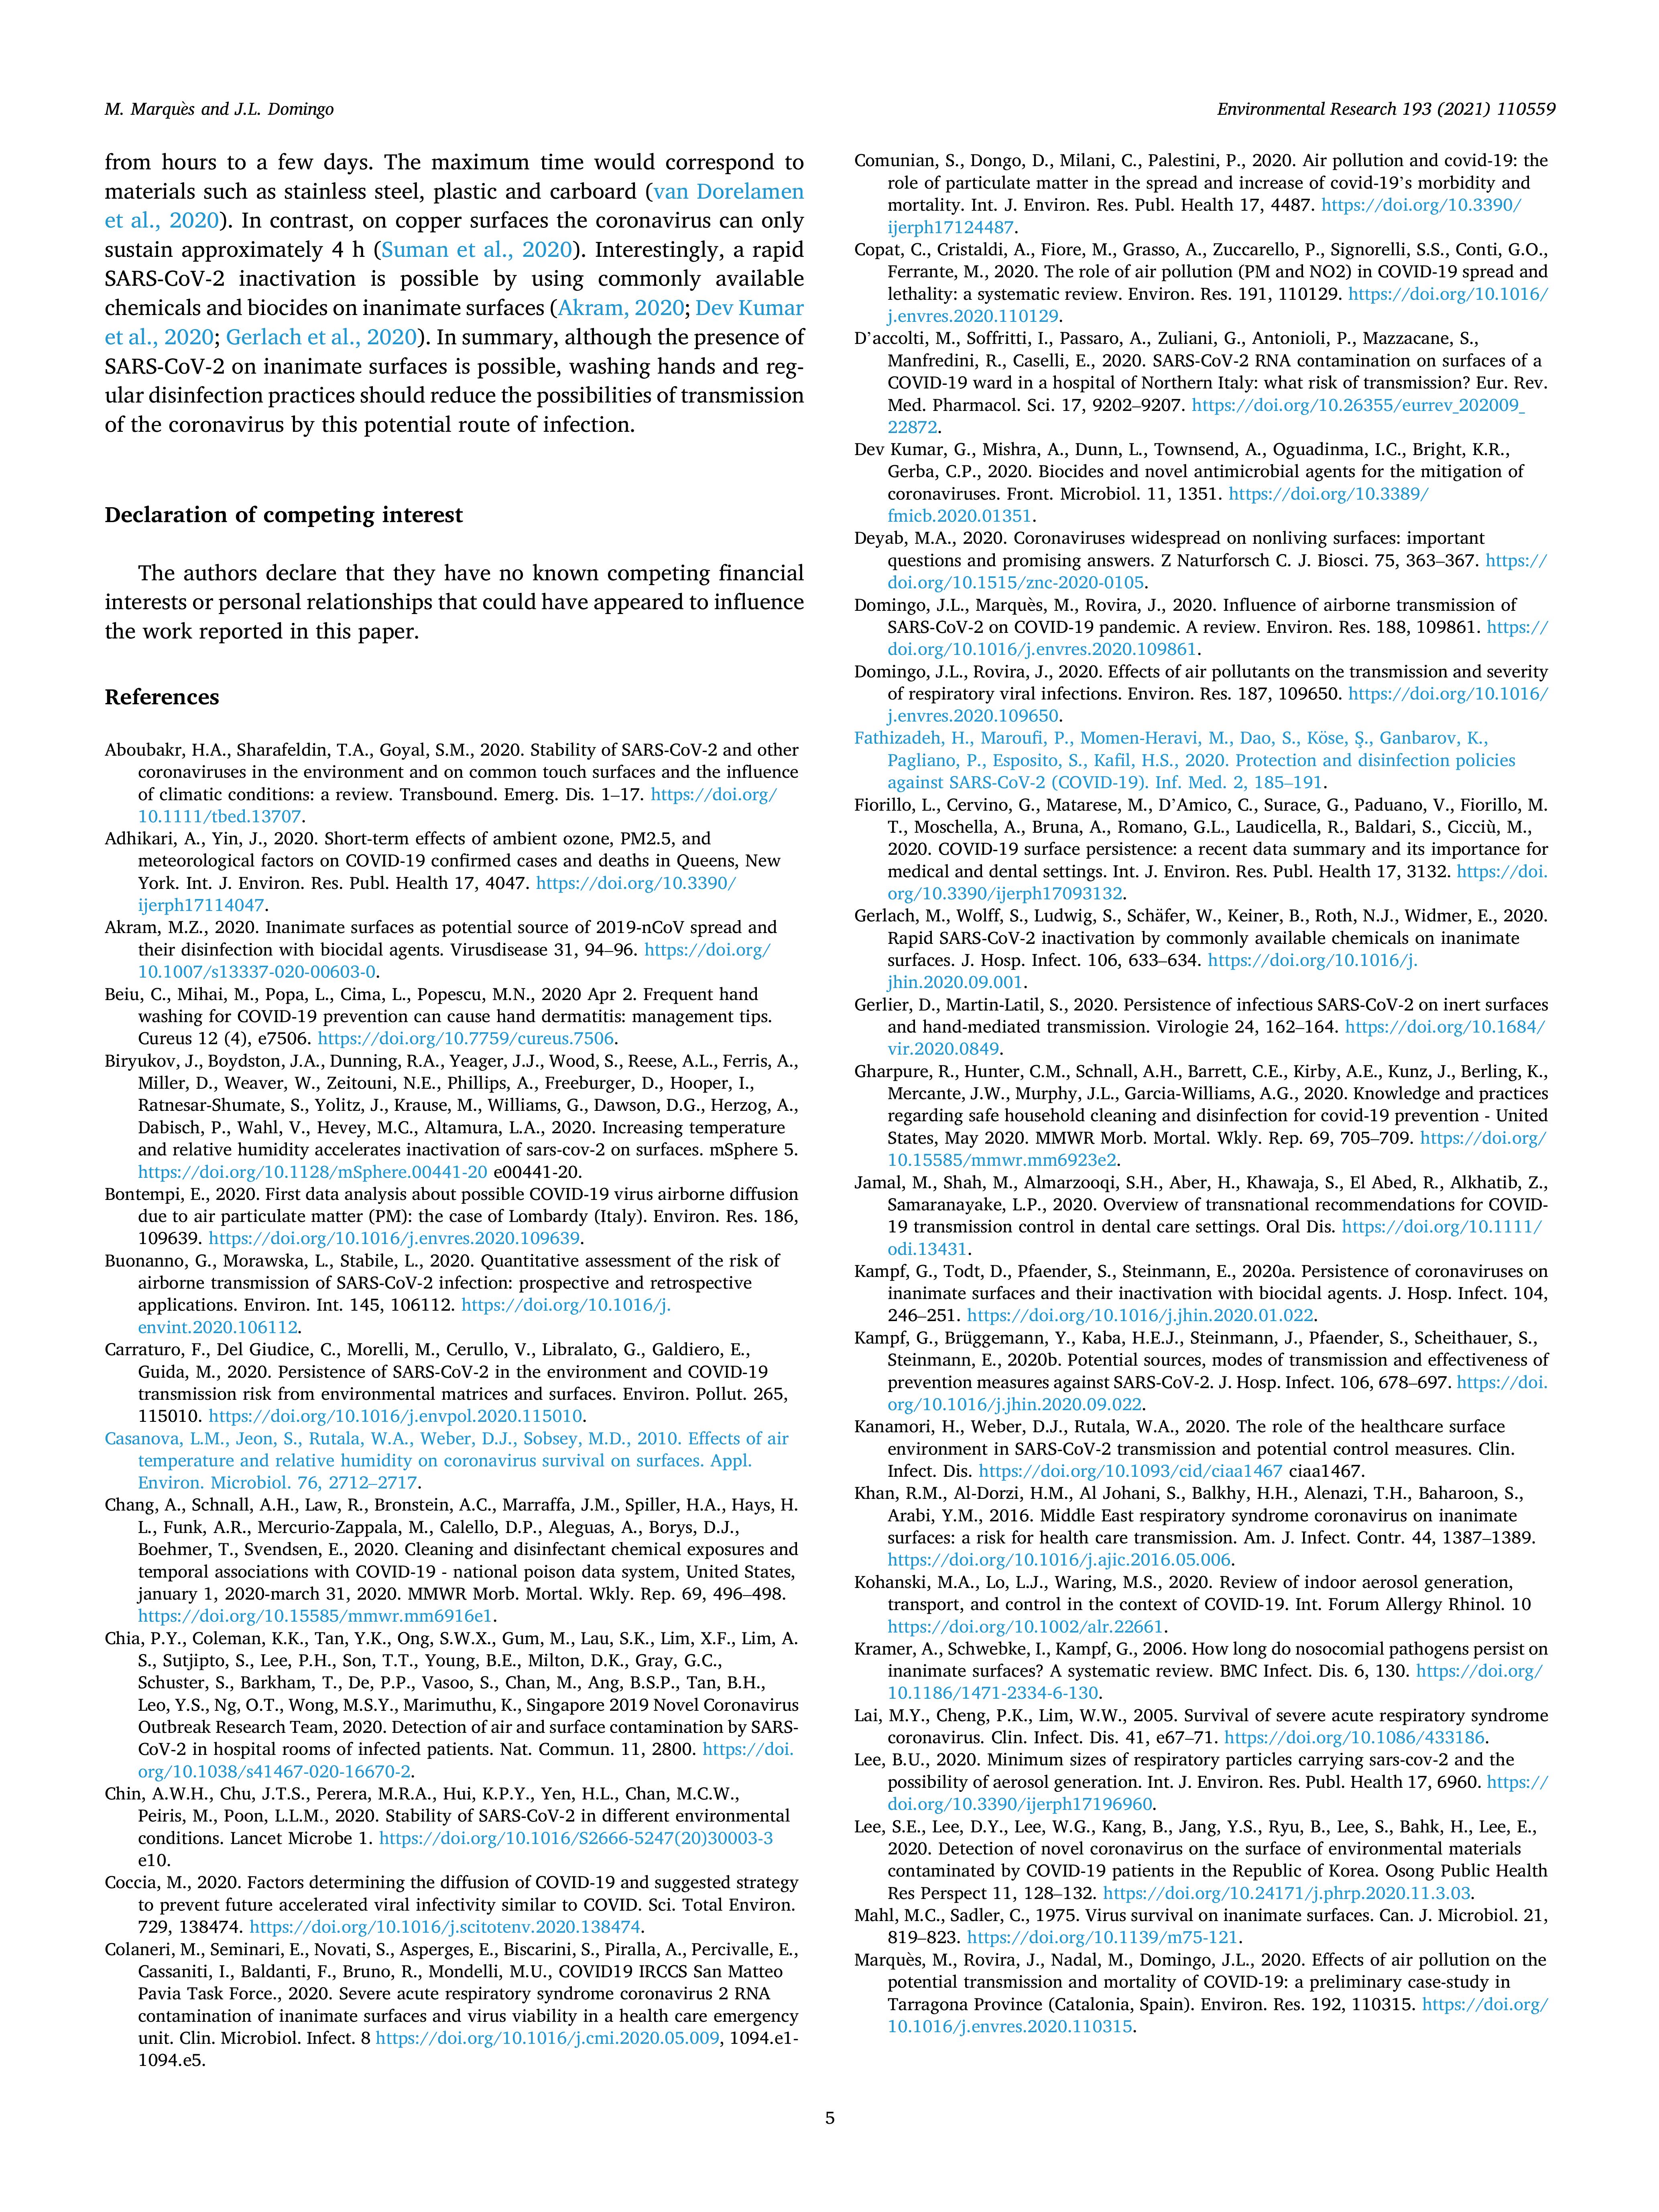 M. Marquès and J.L. Domingo
Environmental Research 193 (2021) 110559
from hours to a few days. The maximum time would correspond to
materials such as stainless steel, plastic and carboard (van Dorelamen
et al., 2020). In contrast, on copper surfaces the coronavirus can only
sustain approximately 4 h (Suman et al., 2020). Interestingly, a rapid
SARS-CoV-2 inactivation is possible by using commonly available
chemicals and biocides on inanimate surfaces (Akram, 2020; Dev Kumar
et al., 2020; Gerlach et al., 2020). In summary, although the presence of
SARS-CoV-2 on inanimate surfaces is possible, washing hands and reg-
ular disinfection practices should reduce the possibilities of transmission
of the coronavirus by this potential route of infection.
Declaration of competing interest
The authors declare that they have no known competing financial
interests or personal relationships that could have appeared to influence
the work reported in this paper.
References
Aboubakr, H.A., Sharafeldin, T.A., Goyal, S.M., 2020. Stability of SARS-CoV-2 and other
coronaviruses in the environment and on common touch surfaces and the influence
of climatic conditions: a review. Transbound. Emerg. Dis. 1–17. https://doi.org/
10.1111/tbed.13707.
Adhikari, A., Yin, J., 2020. Short-term effects of ambient ozone, PM2.5, and
meteorological factors on COVID-19 confirmed cases and deaths in Queens, New
York. Int. J. Environ. Res. Publ. Health 17, 4047. https://doi.org/10.3390/
ijerph17114047.
Akram, M.Z., 2020. Inanimate surfaces as potential source of 2019-nCoV spread and
their disinfection with biocidal agents. Virusdisease 31, 94–96. https://doi.org/
10.1007/s13337-020-00603-0.
Beiu, C., Mihai, M., Popa, L., Cima, L., Popescu, M.N., 2020 Apr 2. Frequent hand
washing for COVID-19 prevention can cause hand dermatitis: management tips.
Cureus 12 (4), e7506. https://doi.org/10.7759/cureus.7506.
Biryukov, J., Boydston, J.A., Dunning, R.A., Yeager, J.J., Wood, S., Reese, A.L., Ferris, A.,
Miller, D., Weaver, W., Zeitouni, N.E., Phillips, A., Freeburger, D., Hooper, I.,
Ratnesar-Shumate, S., Yolitz, J., Krause, M., Williams, G., Dawson, D.G., Herzog, A.,
Dabisch, P., Wahl, V., Hevey, M.C., Altamura, L.A., 2020. Increasing temperature
and relative humidity accelerates inactivation of sars-cov-2 on surfaces. mSphere 5.
https://doi.org/10.1128/mSphere.00441-20 e00441-20.
Bontempi, E., 2020. First data analysis about possible COVID-19 virus airborne diffusion
due to air particulate matter (PM): the case of Lombardy (Italy). Environ. Res. 186,
109639. https://doi.org/10.1016/j.envres.2020.109639.
Buonanno, G., Morawska, L., Stabile, L., 2020. Quantitative assessment of the risk of
airborne transmission of SARS-CoV-2 infection: prospective and retrospective
applications. Environ. Int. 145, 106112. https://doi.org/10.1016/j.
envint.2020.106112.
Carraturo, F., Del Giudice, C., Morelli, M., Cerullo, V., Libralato, G., Galdiero, E.,
Guida, M., 2020. Persistence of SARS-CoV-2 in the environment and COVID-19
transmission risk from environmental matrices and surfaces. Environ. Pollut. 265,
115010. https://doi.org/10.1016/j.envpol.2020.115010.
Casanova, L.M., Jeon, S., Rutala, W.A., Weber, D.J., Sobsey, M.D., 2010. Effects of air
temperature and relative humidity on coronavirus survival on surfaces. Appl.
Environ. Microbiol. 76, 2712–2717.
Chang, A., Schnall, A.H., Law, R., Bronstein, A.C., Marraffa, J.M., Spiller, H.A., Hays, H.
L., Funk, A.R., Mercurio-Zappala, M., Calello, D.P., Aleguas, A., Borys, D.J.,
Boehmer, T., Svendsen, E., 2020. Cleaning and disinfectant chemical exposures and
temporal associations with COVID-19 - national poison data system, United States,
january 1, 2020-march 31, 2020. MMWR Morb. Mortal. Wkly. Rep. 69, 496–498.
https://doi.org/10.15585/mmwr.mm6916e1.
Chia, P.Y., Coleman, K.K., Tan, Y.K., Ong, S.W.X., Gum, M., Lau, S.K., Lim, X.F., Lim, A.
S., Sutjipto, S., Lee, P.H., Son, T.T., Young, B.E., Milton, D.K., Gray, G.C.,
Schuster, S., Barkham, T., De, P.P., Vasoo, S., Chan, M., Ang, B.S.P., Tan, B.H.,
Leo, Y.S., Ng, O.T., Wong, M.S.Y., Marimuthu, K., Singapore 2019 Novel Coronavirus
Outbreak Research Team, 2020. Detection of air and surface contamination by SARS-
CoV-2 in hospital rooms of infected patients. Nat. Commun. 11, 2800. https://doi.
org/10.1038/s41467-020-16670-2.
Chin, A.W.H., Chu, J.T.S., Perera, M.R.A., Hui, K.P.Y., Yen, H.L., Chan, M.C.W.,
Peiris, M., Poon, L.L.M., 2020. Stability of SARS-CoV-2 in different environmental
conditions. Lancet Microbe 1. https://doi.org/10.1016/S2666-5247(20)30003-3
e10.
Coccia, M., 2020. Factors determining the diffusion of COVID-19 and suggested strategy
to prevent future accelerated viral infectivity similar to COVID. Sci. Total Environ.
729, 138474. https://doi.org/10.1016/j.scitotenv.2020.138474.
Colaneri, M., Seminari, E., Novati, S., Asperges, E., Biscarini, S., Piralla, A., Percivalle, E.,
Cassaniti, I., Baldanti, F., Bruno, R., Mondelli, M.U., COVID19 IRCCS San Matteo
Pavia Task Force., 2020. Severe acute respiratory syndrome coronavirus 2 RNA
contamination of inanimate surfaces and virus viability in a health care emergency
unit. Clin. Microbiol. Infect. 8 https://doi.org/10.1016/j.cmi.2020.05.009, 1094.e1-
1094.e5.
Comunian, S., Dongo, D., Milani, C., Palestini, P., 2020. Air pollution and covid-19: the
role of particulate matter in the spread and increase of covid-19's morbidity and
mortality. Int. J. Environ. Res. Publ. Health 17, 4487. https://doi.org/10.3390/
ijerph17124487.
Copat, C., Cristaldi, A., Fiore, M., Grasso, A., Zuccarello, P., Signorelli, S.S., Conti, G.O.,
Ferrante, M., 2020. The role of air pollution (PM and NO2) in COVID-19 spread and
lethality: a systematic review. Environ. Res. 191, 110129. https://doi.org/10.1016/
j.envres.2020.110129.
D'accolti, M., Soffritti, I., Passaro, A., Zuliani, G., Antonioli, P., Mazzacane, S.,
Manfredini, R., Caselli, E., 2020. SARS-CoV-2 RNA contamination on surfaces of a
COVID-19 ward in a hospital of Northern Italy: what risk of transmission? Eur. Rev.
Med. Pharmacol. Sci. 17, 9202–9207. https://doi.org/10.26355/eurrev_202009_
22872.
Dev Kumar, G., Mishra, A., Dunn, L., Townsend, A., Oguadinma, I.C., Bright, K.R.,
Gerba, C.P., 2020. Biocides and novel antimicrobial agents for the mitigation of
coronaviruses. Front. Microbiol. 11, 1351. https://doi.org/10.3389/
fmicb.2020.01351.
Deyab, M.A., 2020. Coronaviruses widespread on nonliving surfaces: important
questions and promising answers. Z Naturforsch C. J. Biosci. 75, 363–367. https://
doi.org/10.1515/znc-2020-0105.
Domingo, J.L., Marquès, M., Rovira, J., 2020. Influence of airborne transmission of
SARS-CoV-2 on COVID-19 pandemic. A review. Environ. Res. 188, 109861. https://
doi.org/10.1016/j.envres.2020.109861.
Domingo, J.L., Rovira, J., 2020. Effects of air pollutants on the transmission and severity
of respiratory viral infections. Environ. Res. 187, 109650. https://doi.org/10.1016/
j.envres.2020.109650.
Fathizadeh, H., Maroufi, P., Momen-Heravi, M., Dao, S., Köse, Ş., Ganbarov, K.,
Pagliano, P., Esposito, S., Kafil, H.S., 2020. Protection and disinfection policies
against SARS-CoV-2 (COVID-19). Inf. Med. 2, 185–191.
Fiorillo, L., Cervino, G., Matarese, M., D'Amico, C., Surace, G., Paduano, V., Fiorillo, M.
T., Moschella, A., Bruna, A., Romano, G.L., Laudicella, R., Baldari, S., Cicciù, M.,
2020. COVID-19 surface persistence: a recent data summary and its importance for
medical and dental settings. Int. J. Environ. Res. Publ. Health 17, 3132. https://doi.
org/10.3390/ijerph17093132.
Gerlach, M., Wolff, S., Ludwig, S., Schäfer, W., Keiner, B., Roth, N.J., Widmer, E., 2020.
Rapid SARS-CoV-2 inactivation by commonly available chemicals on inanimate
surfaces. J. Hosp. Infect. 106, 633–634. https://doi.org/10.1016/j.
jhin.2020.09.001.
Gerlier, D., Martin-Latil, S., 2020. Persistence of infectious SARS-CoV-2 on inert surfaces
and hand-mediated transmission. Virologie 24, 162–164. https://doi.org/10.1684/
vir.2020.0849.
Gharpure, R., Hunter, C.M., Schnall, A.H., Barrett, C.E., Kirby, A.E., Kunz, J., Berling, K.,
Mercante, J.W., Murphy, J.L., Garcia-Williams, A.G., 2020. Knowledge and practices
regarding safe household cleaning and disinfection for covid-19 prevention - United
States, May 2020. MMWR Morb. Mortal. Wkly. Rep. 69, 705–709. https://doi.org/
10.15585/mmwr.mm6923e2.
Jamal, M., Shah, M., Almarzooqi, S.H., Aber, H., Khawaja, S., El Abed, R., Alkhatib, Z.,
Samaranayake, L.P., 2020. Overview of transnational recommendations for COVID-
19 transmission control in dental care settings. Oral Dis. https://doi.org/10.1111/
odi.13431.
Kampf, G., Todt, D., Pfaender, S., Steinmann, E., 2020a. Persistence of coronaviruses on
inanimate surfaces and their inactivation with biocidal agents. J. Hosp. Infect. 104,
246–251. https://doi.org/10.1016/j.jhin.2020.01.022.
Kampf, G., Brüggemann, Y., Kaba, H.E.J., Steinmann, J., Pfaender, S., Scheithauer, S.,
Steinmann, E., 2020b. Potential sources, modes of transmission and effectiveness of
prevention measures against SARS-CoV-2. J. Hosp. Infect. 106, 678–697. https://doi.
org/10.1016/j.jhin.2020.09.022.
Kanamori, H., Weber, D.J., Rutala, W.A., 2020. The role of the healthcare surface
environment in SARS-CoV-2 transmission and potential control measures. Clin.
Infect. Dis. https://doi.org/10.1093/cid/ciaa1467 ciaa1467.
Khan, R.M., Al-Dorzi, H.M., Al Johani, S., Balkhy, H.H., Alenazi, T.H., Baharoon, S.,
Arabi, Y.M., 2016. Middle East respiratory syndrome coronavirus on inanimate
surfaces: a risk for health care transmission. Am. J. Infect. Contr. 44, 1387–1389.
https://doi.org/10.1016/j.ajic.2016.05.006.
Kohanski, M.A., Lo, L.J., Waring, M.S., 2020. Review of indoor aerosol generation,
transport, and control in the context of COVID-19. Int. Forum Allergy Rhinol. 10
https://doi.org/10.1002/alr.22661.
Kramer, A., Schwebke, I., Kampf, G., 2006. How long do nosocomial pathogens persist on
inanimate surfaces? A systematic review. BMC Infect. Dis. 6, 130. https://doi.org/
10.1186/1471-2334-6-130.
Lai, M.Y., Cheng, P.K., Lim, W.W., 2005. Survival of severe acute respiratory syndrome
coronavirus. Clin. Infect. Dis. 41, e67–71. https://doi.org/10.1086/433186.
Lee, B.U., 2020. Minimum sizes of respiratory particles carrying sars-cov-2 and the
possibility of aerosol generation. Int. J. Environ. Res. Publ. Health 17, 6960. https://
doi.org/10.3390/ijerph17196960.
Lee, S.E., Lee, D.Y., Lee, W.G., Kang, B., Jang, Y.S., Ryu, B., Lee, S., Bahk, H., Lee, E.,
2020. Detection of novel coronavirus on the surface of environmental materials
contaminated by COVID-19 patients in the Republic of Korea. Osong Public Health
Res Perspect 11, 128–132. https://doi.org/10.24171/j.phrp.2020.11.3.03.
Mahl, M.C., Sadler, C., 1975. Virus survival on inanimate surfaces. Can. J. Microbiol. 21,
819–823. https://doi.org/10.1139/m75-121.
Marquès, M., Rovira, J., Nadal, M., Domingo, J.L., 2020. Effects of air pollution on the
potential transmission and mortality of COVID-19: a preliminary case-study in
Tarragona Province (Catalonia, Spain). Environ. Res. 192, 110315. https://doi.org/
10.1016/j.envres.2020.110315.
5